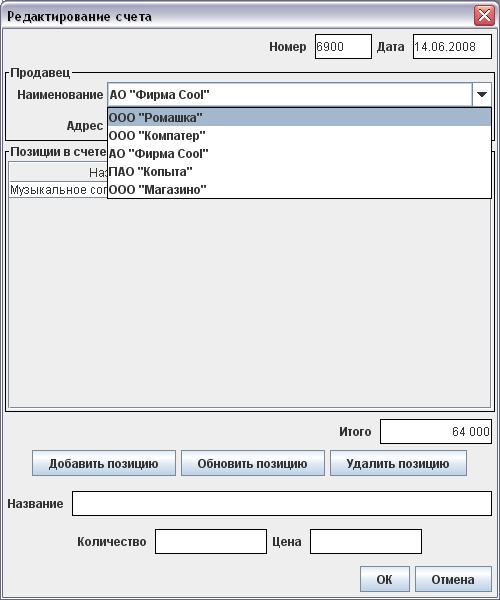 Редактирование счета
Номер 6900 Дата 14.06.2008
Продавец
Наименование АО "Фирма Cool"
ООО "Ромашка"
Адрес
ООО "Компатер"
Позиции в счете
АО "Фирма Cool"
ПАО "Копыта"
Музыкальное
ООО "Магазино"
Итого 64 000
Добавить позицию Обновить позицию Удалить позицию
Название
Количество Цена
ОК Отмена